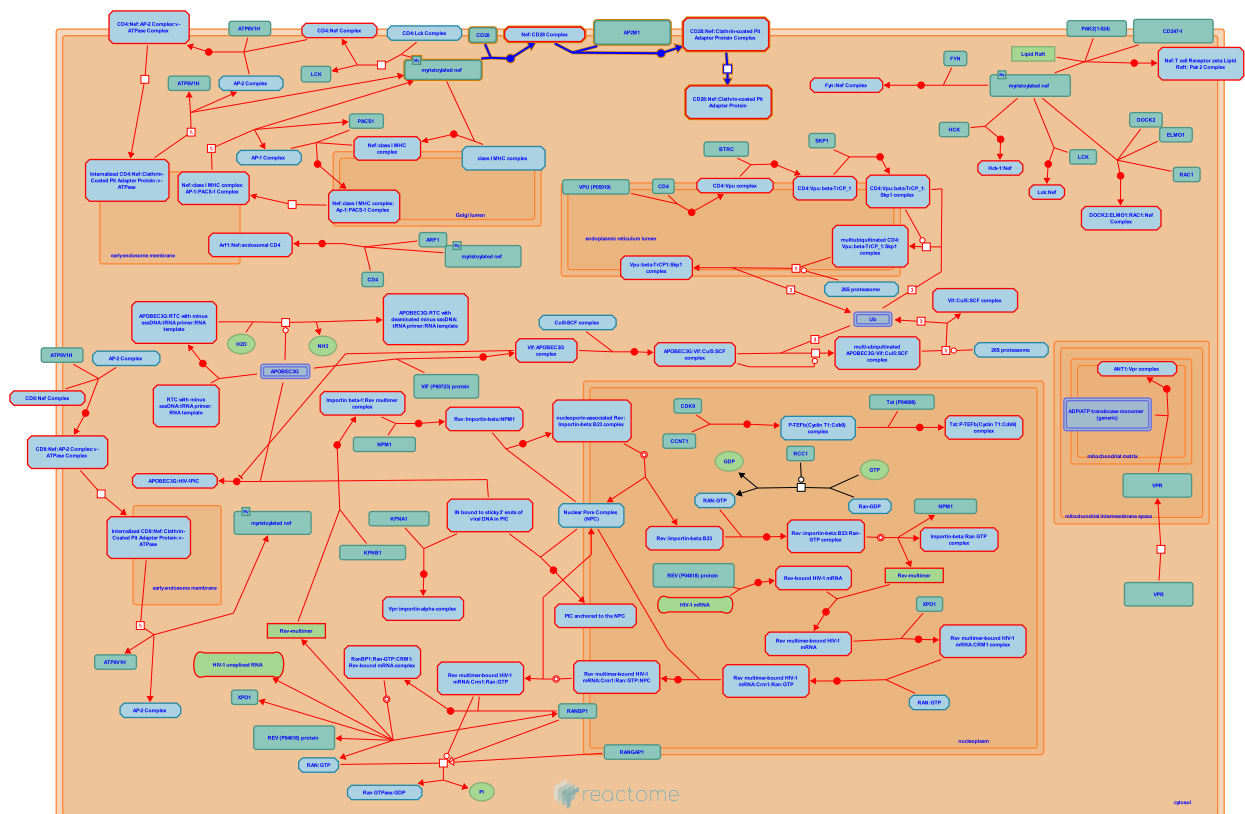 CD4:Nef:AP-2 Complex:v-
ATPase Complex
ATP6V1H
CD4:Nef Complex
CD4:Lck Complex
CD28
Nef:CD28 Complex
AP2M1
CD28:Nef:Clathrin-coated Pit
Adapter Protein Complex
PAK2(1-524)
CD247-1
Lipid Raft
Nef:T cell Receptor zeta:Lipid
Raft: Pak 2 Complex
LCK
AP-2 Complex
ATP6V1H
myristoylated nef
CD28:Nef:Clathrin-coated Pit
Adapter Protein
FYN
Fyn:Nef Complex
myristoylated nef
PACS1
AP-1 Complex
Nef:class I MHC
complex
class I MHC complex
HCK
Hck-1:Nef
LCK
Lck:Nef
DOCK2
ELMO1
RAC1
DOCK2:ELMO1:RAC1:Nef
Complex
Internalized CD4:Nef:Clathrin-
Coated Pit Adapter Protein:v-
ATPase
Nef:class I MHC complex:
AP-1:PACS-1 Complex
Nef:class I MHC complex:
Ap-1:PACS-1 Complex
Golgi lumen
early endosome membrane
BTRC
SKP1
VPU (P05919)
CD4
CD4:Vpu complex
CD4:Vpu:beta-TrCP_1
CD4:Vpu:beta-TrCP_1:
Skp1 complex
endoplasmic reticulum lumen
multiubiquitinated CD4:
Vpu:beta-TrCP_1:Skp1
complex
Vpu:beta-TrCP1:Skp1
complex
26S proteasome
Arf1:Nef:endosomal CD4
ARF1
myristoylated nef
CD4
Ub
Vif:Cul5:SCF complex
APOBEC3G:RTC with minus
sssDNA:tRNA primer:RNA
template
APOBEC3G:RTC with
deaminated minus sssDNA:
tRNA primer:RNA template
H2O
NH3
Cul5-SCF complex
Vif:APOBEC3G
complex
APOBEC3G:Vif:Cul5:SCF
complex
multi-ubiquitinated
APOBEC3G:Vif:Cul5:SCF
complex
26S proteasome
ATP6V1H
AP-2 Complex
CD8:Nef Complex
APOBEC3G
VIF (P69723) protein
RTC with minus
sssDNA:tRNA primer:
RNA template
ANT1:Vpr complex
ADP/ATP translocase monomer
(generic)
mitochondrial matrix
VPR
mitochondrial intermembrane space
VPR
CD8:Nef:AP-2 Complex:v-
ATPase Complex
Importin beta-1:Rev multimer
complex
NPM1
Rev:Importin-beta:NPM1
nucleoporin-associated Rev:
Importin-beta:B23 complex
CDK9
CCNT1
P-TEFb(Cyclin T1:Cdk9)
complex
Tat (P04608)
Tat:P-TEFb(Cyclin T1:Cdk9)
complex
GDP
RCC1
GTP
RAN:GTP
Ran-GDP
APOBEC3G:HIV-1PIC
IN bound to sticky 3' ends of
viral DNA in PIC
Nuclear Pore Complex
(NPC)
myristoylated nef
KPNA1
KPNB1
Internalized CD8:Nef:Clathrin-
Coated Pit Adapter Protein:v-
ATPase
early endosome membrane
Rev:Importin-beta:B23
Rev:Importin-beta:B23:Ran-
GTP complex
NPM1
Importin-beta:Ran GTP
complex
Rev-multimer
REV (P04618) protein
HIV-1 mRNA
Rev-bound HIV-1 mRNA
XPO1
Vpr:importin-alpha complex
PIC anchored to the NPC
Rev multimer-bound HIV-1
mRNA
Rev multimer-bound HIV-1
mRNA:CRM1 complex
Rev-multimer
ATP6V1H
HIV-1 unspliced RNA
RanBP1:Ran-GTP:CRM1:
Rev-bound mRNA complex
Rev multimer-bound HIV-1
mRNA:Crm1:Ran:GTP
Rev multimer-bound HIV-1
mRNA:Crm1:Ran:GTP:NPC
Rev multimer-bound HIV-1
mRNA:Crm1:Ran:GTP
RAN:GTP
XPO1
AP-2 Complex
RANBP1
REV (P04618) protein
RANGAP1
nucleoplasm
RAN:GTP
Ran GTPase:GDP
Pi
reactome
cytosol